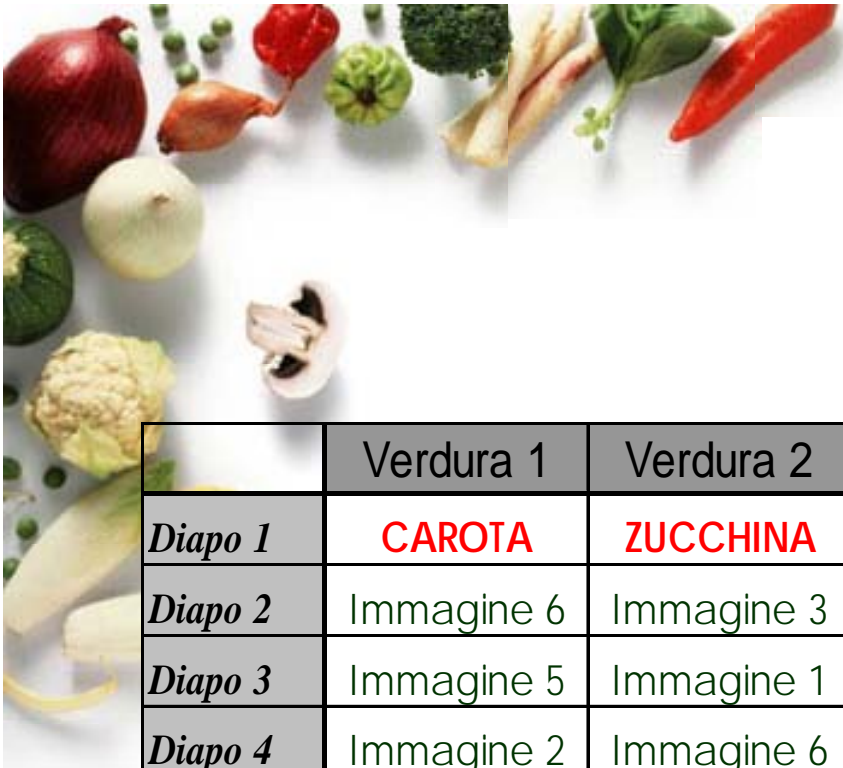 Verdura 1 Verdura 2
Diapo 1 CAROTA ZUCCHINA
Diapo 2 Immagine 6 Immagine 3
Diapo 3 Immagine 5 Immagine 1
Diapo 4 Immagine 2 Immagine 6